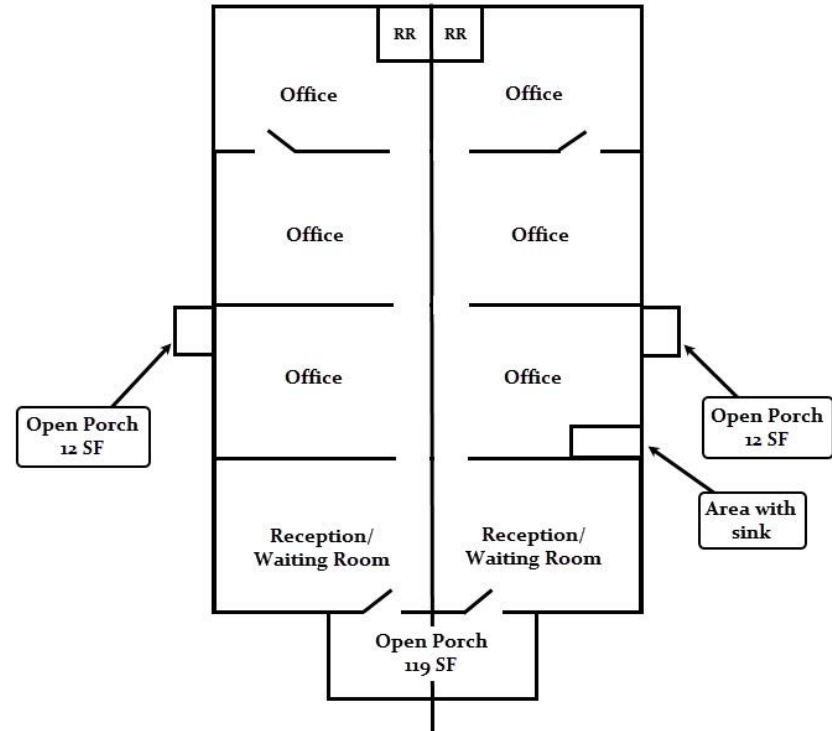 RR RR
Office Office
Office Office
Office Office
Open Porch
12 SF
Open Porch
12 SF
Area with
sink
Reception/
Waiting Room
Reception/
Waiting Room
Open Porch
119 SF